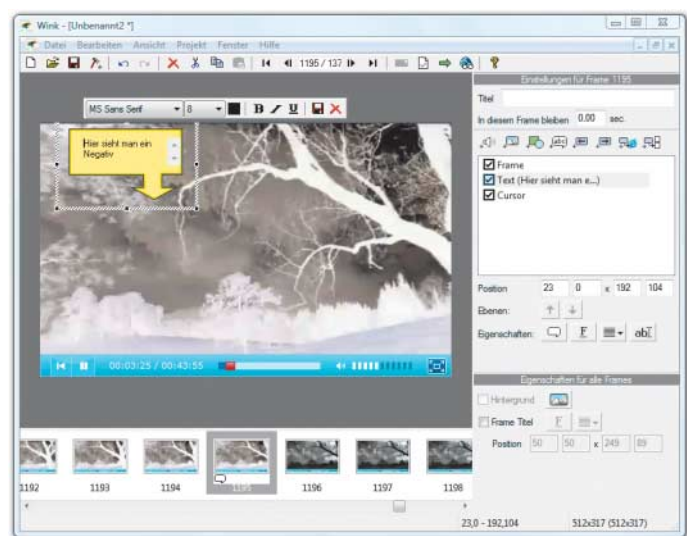 Wink - [Unbenannt2 *]
Datei Bearbeiten Ansicht Projekt Fenster Hilfe
1195 / 137
Einstellungen für Frame 1195
Titel
In diesem Frame bleiben 0.00 sec.
MS Sans Serif 8 B I U
Hier sieht man ein
Negativ
Frame
Text (Hier sieht man e...)
Cursor
Position 23 0 x 192 104
Ebenen:
Eigenschaften: F abI
00:03:25 / 00:43:55
Eigenschaften für alle Frames
Hintergrund
Frame Titel F
Position 50 50 x 249 89
1192 1193 1194 1195 1196 1197 1198
23,0 - 192,104 512x317 (512x317)